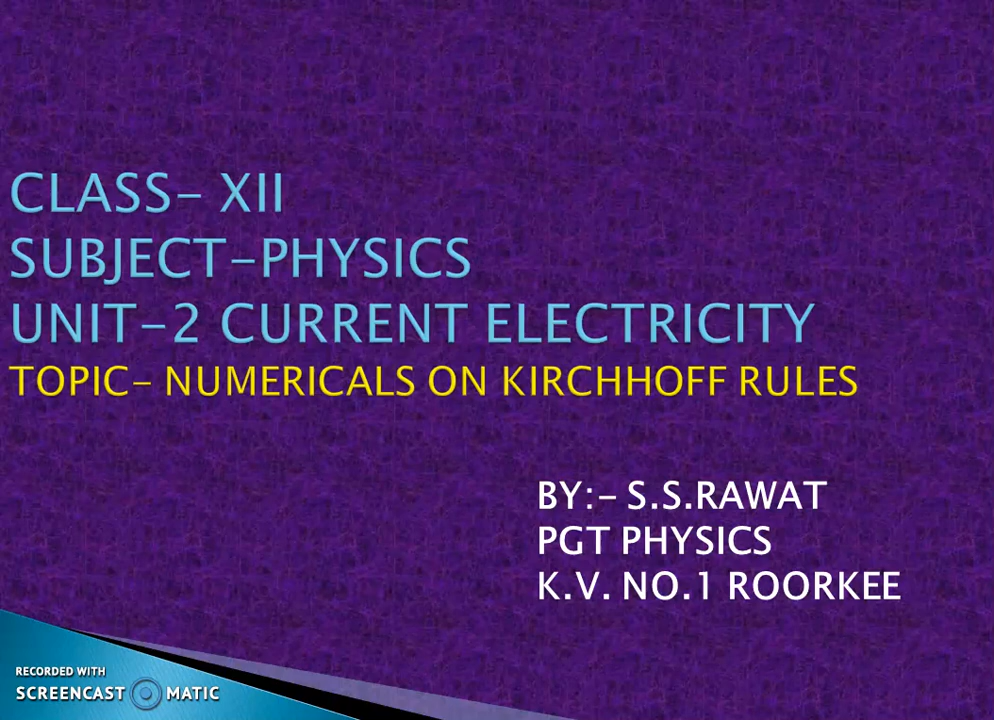 CLASS- XII
SUBJECT-PHYSICS
UNIT-2 CURRENT ELECTRICITY
TOPIC- NUMERICALS ON KIRCHHOFF RULES
BY:- S.S.RAWAT
PGT PHYSICS
K.V. NO.1 ROORKEE
RECORDED WITH
SCREENCAST MATIC